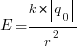 E = k×|q₀| / r²